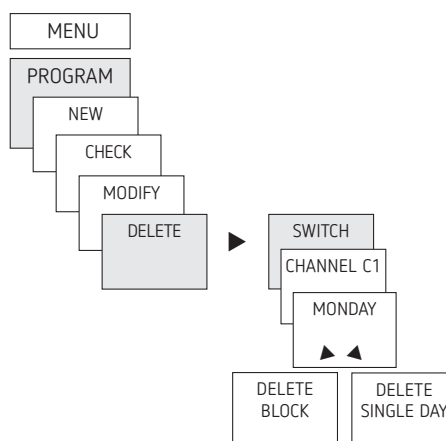 MENU
PROGRAM
NEW
CHECK
MODIFY
DELETE
SWITCH
CHANNEL C1
MONDAY
DELETE
BLOCK
DELETE
SINGLE DAY